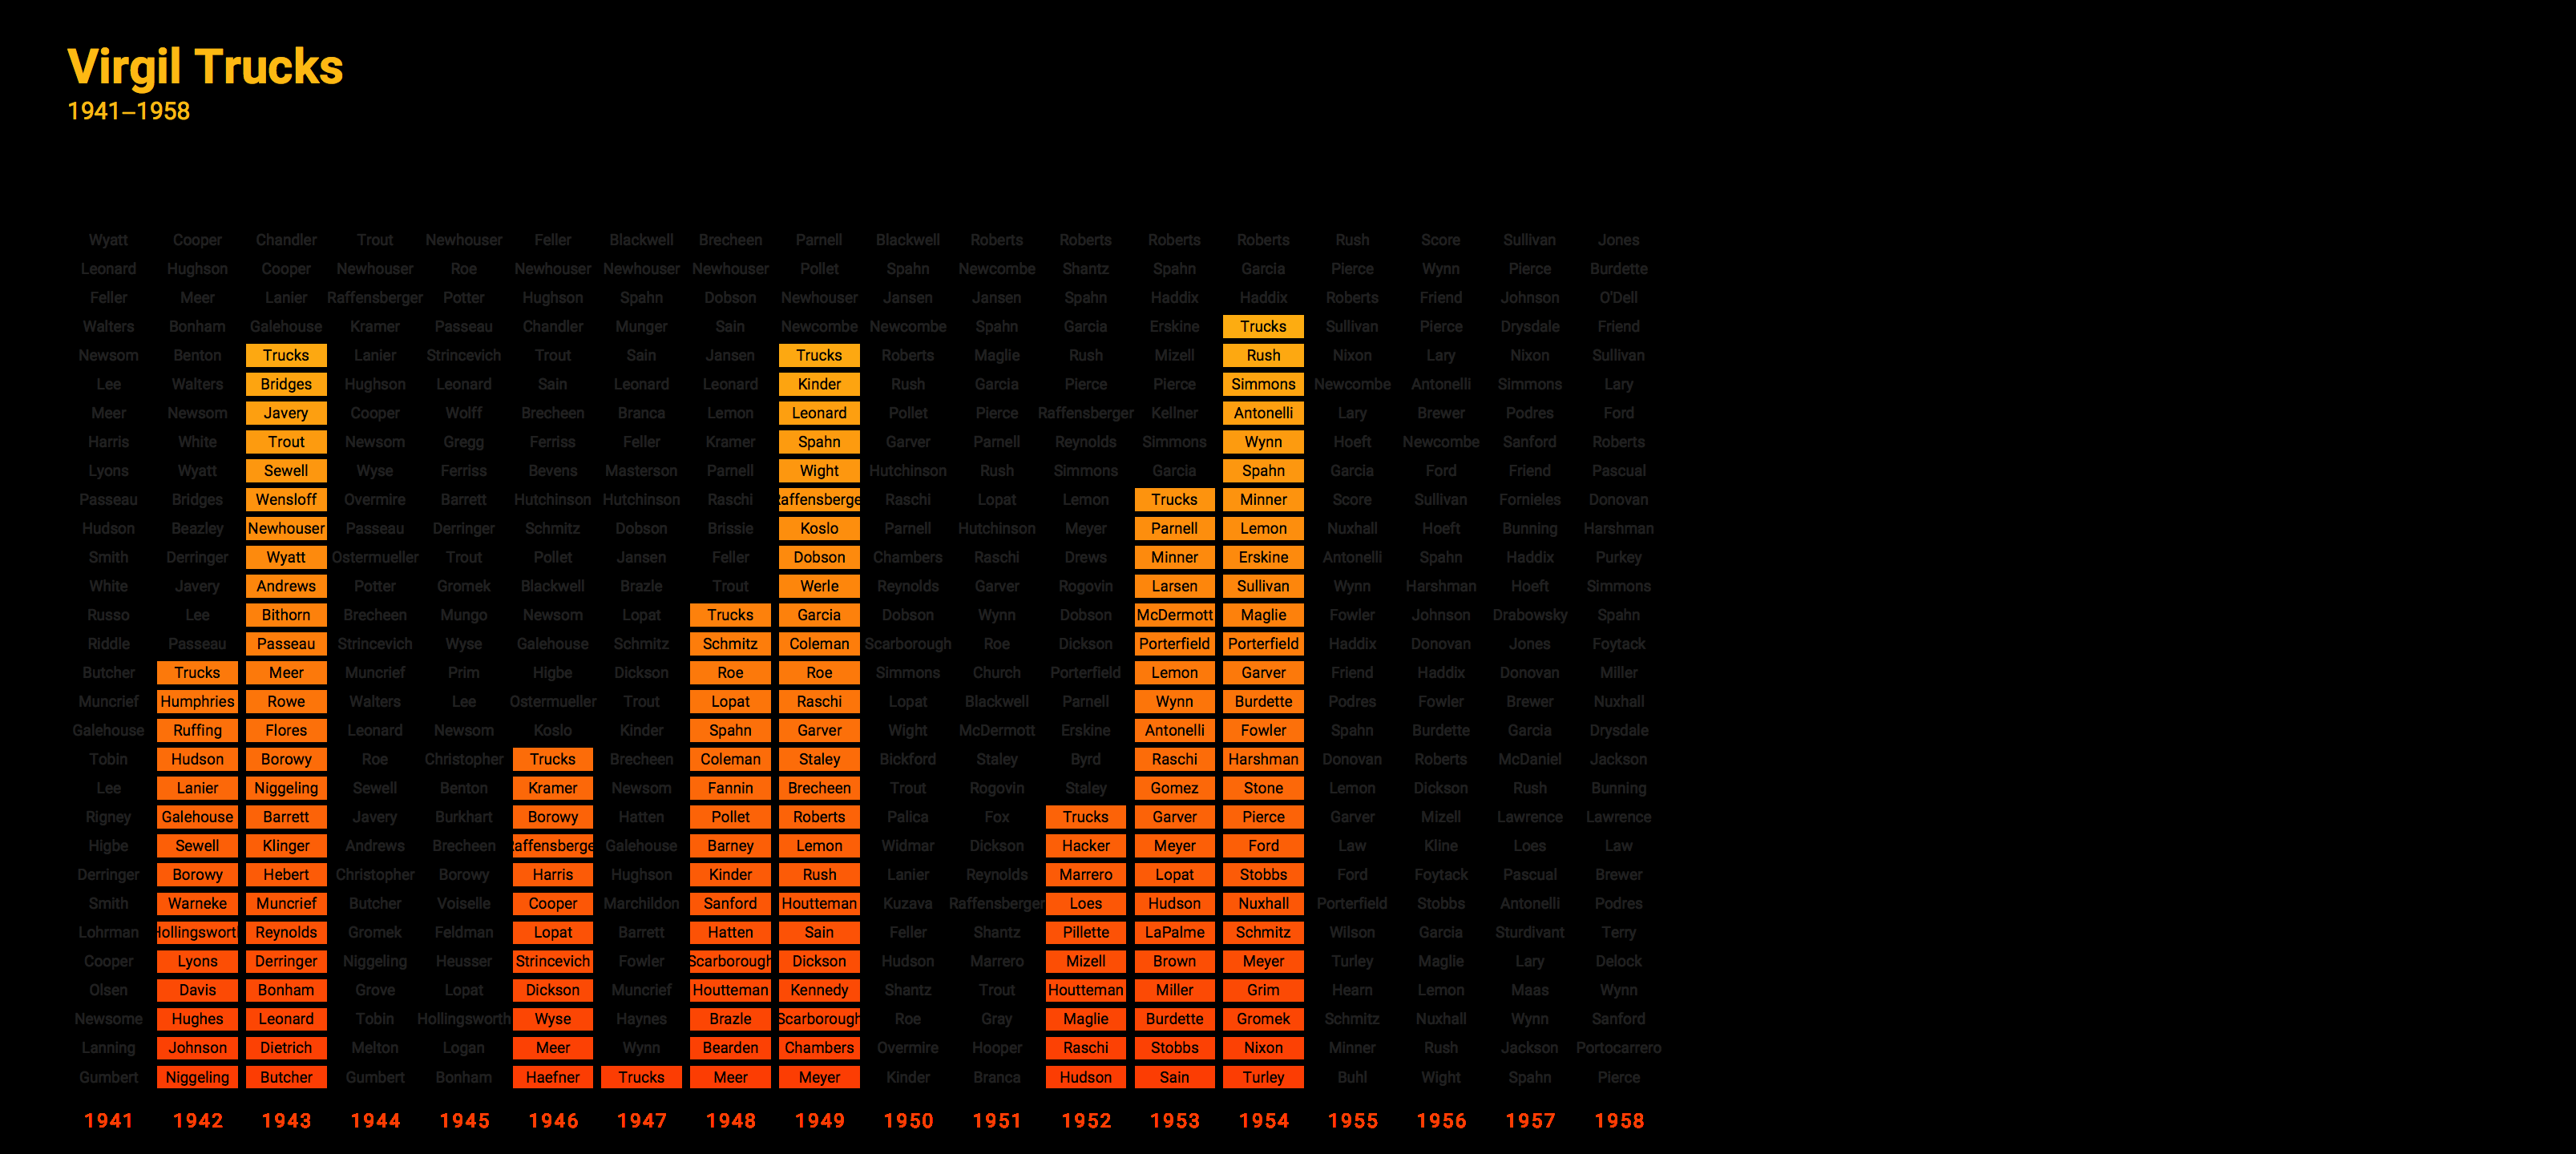 Virgil Trucks
1941–1958
Wyatt Cooper Chandler Trout Newhouser Feller Blackwell Brecheen Parnell Blackwell Roberts Roberts Roberts Roberts Rush Score Sullivan Jones
Leonard Hughson Cooper Newhouser Roe Newhouser Newhouser Newhouser Pollet Spahn Newcombe Shantz Spahn Garcia Pierce Wynn Pierce Burdette
Feller Meer Lanier Raffensberger Potter Hughson Spahn Dobson Newhouser Jansen Jansen Spahn Haddix Haddix Roberts Friend Johnson O'Dell
Walters Bonham Galehouse Kramer Passeau Chandler Munger Sain Newcombe Newcombe Spahn Garcia Erskine Trucks Sullivan Pierce Drysdale Friend
Newsom Benton Trucks Lanier Strincevich Trout Sain Jansen Trucks Roberts Maglie Rush Mizell Rush Nixon Lary Nixon Sullivan
Lee Walters Bridges Hughson Leonard Sain Leonard Leonard Kinder Rush Garcia Pierce Pierce Simmons Newcombe Antonelli Simmons Lary
Meer Newsom Javery Cooper Wolff Brecheen Branca Lemon Leonard Pollet Pierce Raffensberger Kellner Antonelli Lary Brewer Podres Ford
Harris White Trout Newsom Gregg Ferriss Feller Kramer Spahn Garver Parnell Reynolds Simmons Wynn Hoeft Newcombe Sanford Roberts
Lyons Wyatt Sewell Wyse Ferriss Bevens Masterson Parnell Wight Hutchinson Rush Simmons Garcia Spahn Garcia Ford Friend Pascual
Passeau Bridges Wensloff Overmire Barrett Hutchinson Hutchinson Raschi Raffensberge Raschi Lopat Lemon Trucks Minner Score Sullivan Fornieles Donovan
Hudson Beazley Newhouser Passeau Derringer Schmitz Dobson Brissie Koslo Parnell Hutchinson Meyer Parnell Lemon Nuxhall Hoeft Bunning Harshman
Smith Derringer Wyatt Ostermueller Trout Pollet Jansen Feller Dobson Chambers Raschi Drews Minner Erskine Antonelli Spahn Haddix Purkey
White Javery Andrews Potter Gromek Blackwell Brazle Trout Werle Reynolds Garver Rogovin Larsen Sullivan Wynn Harshman Hoeft Simmons
Russo Lee Bithorn Brecheen Mungo Newsom Lopat Trucks Garcia Dobson Wynn Dobson McDermott Maglie Fowler Johnson Drabowsky Spahn
Riddle Passeau Passeau Strincevich Wyse Galehouse Schmitz Schmitz Coleman Scarborough Roe Dickson Porterfield Porterfield Haddix Donovan Jones Foytack
Butcher Trucks Meer Muncrief Prim Higbe Dickson Roe Roe Simmons Church Porterfield Lemon Garver Friend Haddix Donovan Miller
Muncrief Humphries Rowe Walters Lee Ostermueller Trout Lopat Raschi Lopat Blackwell Parnell Wynn Burdette Podres Fowler Brewer Nuxhall
Galehouse Ruffing Flores Leonard Newsom Koslo Kinder Spahn Garver Wight McDermott Erskine Antonelli Fowler Spahn Burdette Garcia Drysdale
Tobin Hudson Borowy Roe Christopher Trucks Brecheen Coleman Staley Bickford Staley Byrd Raschi Harshman Donovan Roberts McDaniel Jackson
Lee Lanier Niggeling Sewell Benton Kramer Newsom Fannin Brecheen Trout Rogovin Staley Gomez Stone Lemon Dickson Rush Bunning
Rigney Galehouse Barrett Javery Burkhart Borowy Hatten Pollet Roberts Palica Fox Trucks Garver Pierce Garver Mizell Lawrence Lawrence
Higbe Sewell Klinger Andrews Brecheen Raffensberge Galehouse Barney Lemon Widmar Dickson Hacker Meyer Ford Law Kline Loes Law
Derringer Borowy Hebert Christopher Borowy Harris Hughson Kinder Rush Lanier Reynolds Marrero Lopat Stobbs Ford Foytack Pascual Brewer
Smith Warneke Muncrief Butcher Voiselle Cooper Marchildon Sanford Houtteman Kuzava Raffensberger Loes Hudson Nuxhall Porterfield Stobbs Antonelli Podres
Lohrman Hollingsworth Reynolds Gromek Feldman Lopat Barrett Hatten Sain Feller Shantz Pillette LaPalme Schmitz Wilson Garcia Sturdivant Terry
Cooper Lyons Derringer Niggeling Heusser Strincevich Fowler Scarborough Dickson Hudson Marrero Mizell Brown Meyer Turley Maglie Lary Delock
Olsen Davis Bonham Grove Lopat Dickson Muncrief Houtteman Kennedy Shantz Trout Houtteman Miller Grim Hearn Lemon Maas Wynn
Newsome Hughes Leonard Tobin Hollingsworth Wyse Haynes Brazle Scarborough Roe Gray Maglie Burdette Gromek Schmitz Nuxhall Wynn Sanford
Lanning Johnson Dietrich Melton Logan Meer Wynn Bearden Chambers Overmire Hooper Raschi Stobbs Nixon Minner Rush Jackson Portocarrero
Gumbert Niggeling Butcher Gumbert Bonham Haefner Trucks Meer Meyer Kinder Branca Hudson Sain Turley Buhl Wight Spahn Pierce
1941 1942 1943 1944 1945 1946 1947 1948 1949 1950 1951 1952 1953 1954 1955 1956 1957 1958